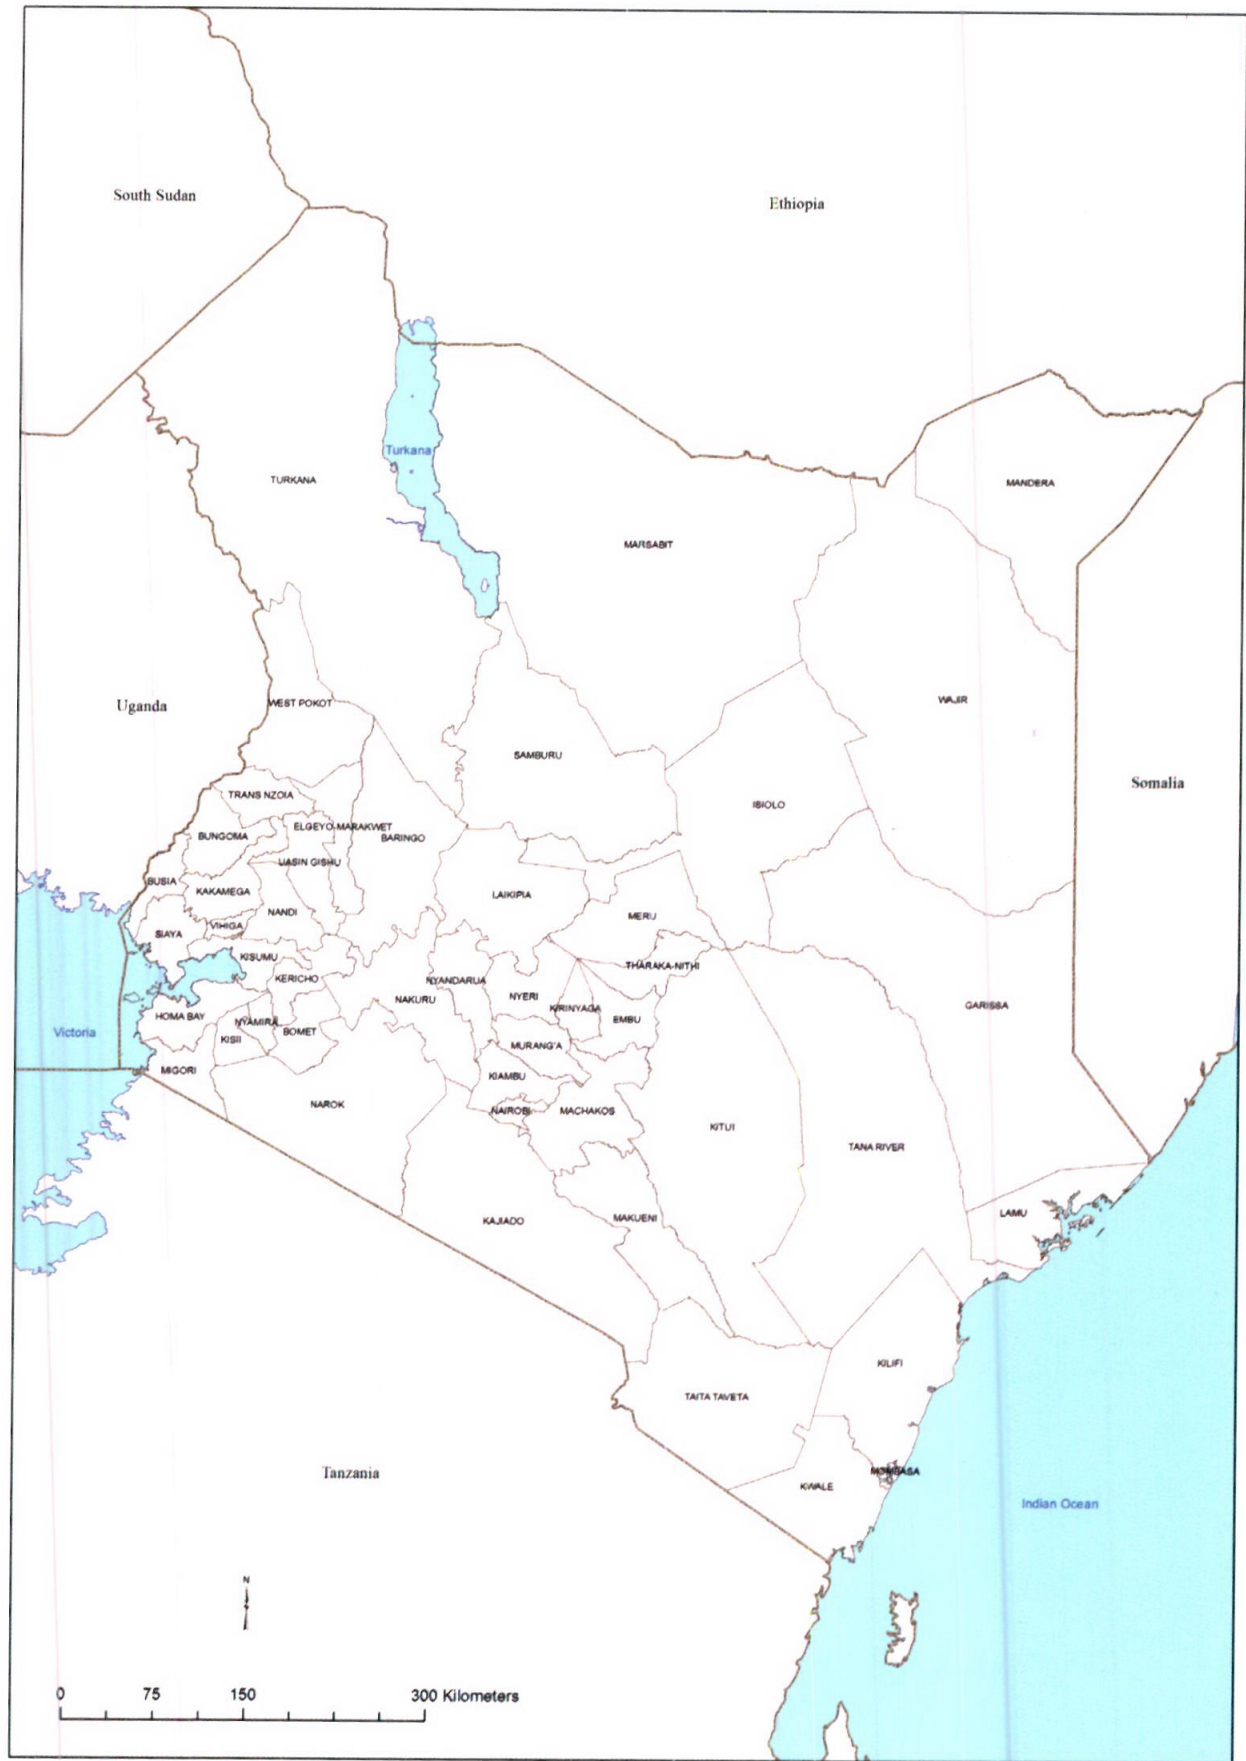 South Sudan
Ethiopia
Turkana
TURKANA
MANDERA
MARSABIT
Uganda
WEST POKOT
WAJIR
SAMBURU
Somalia
TRANS NZOIA
ISIOLO
BUNGOMA
ELGEYO-MARAKWET
BARINGO
UASIN GISHU
BUSIA
KAKAMEGA
LAIKIPIA
NANDI
MERU
VIHIGA
SIAYA
KISUMU
THARAKA-NITHI
KERICHO
NYANDARUA
NAKURU
NYERI
GARISSA
KIRINYAGA
HOMA BAY
EMBU
NYAMIRA
Victoria
BOMET
KISII
MURANG'A
MIGORI
KIAMBU
NAROK
NAIROBI
MACHAKOS
KITUI
TANA RIVER
LAMU
KAJIADO
MAKUENI
KILIFI
TAITA TAVETA
Tanzania
MOMBASA
KWALE
Indian Ocean
N
0 75 150 300 Kilometers